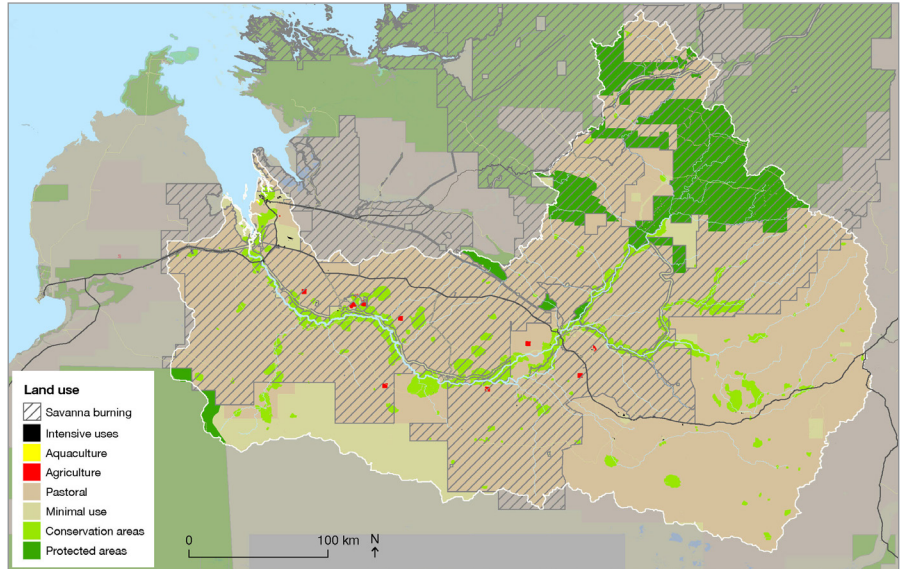 Land use
Savanna burning
Intensive uses
Aquaculture
Agriculture
Pastoral
Minimal use
Conservation areas
Protected areas
0 100 km N